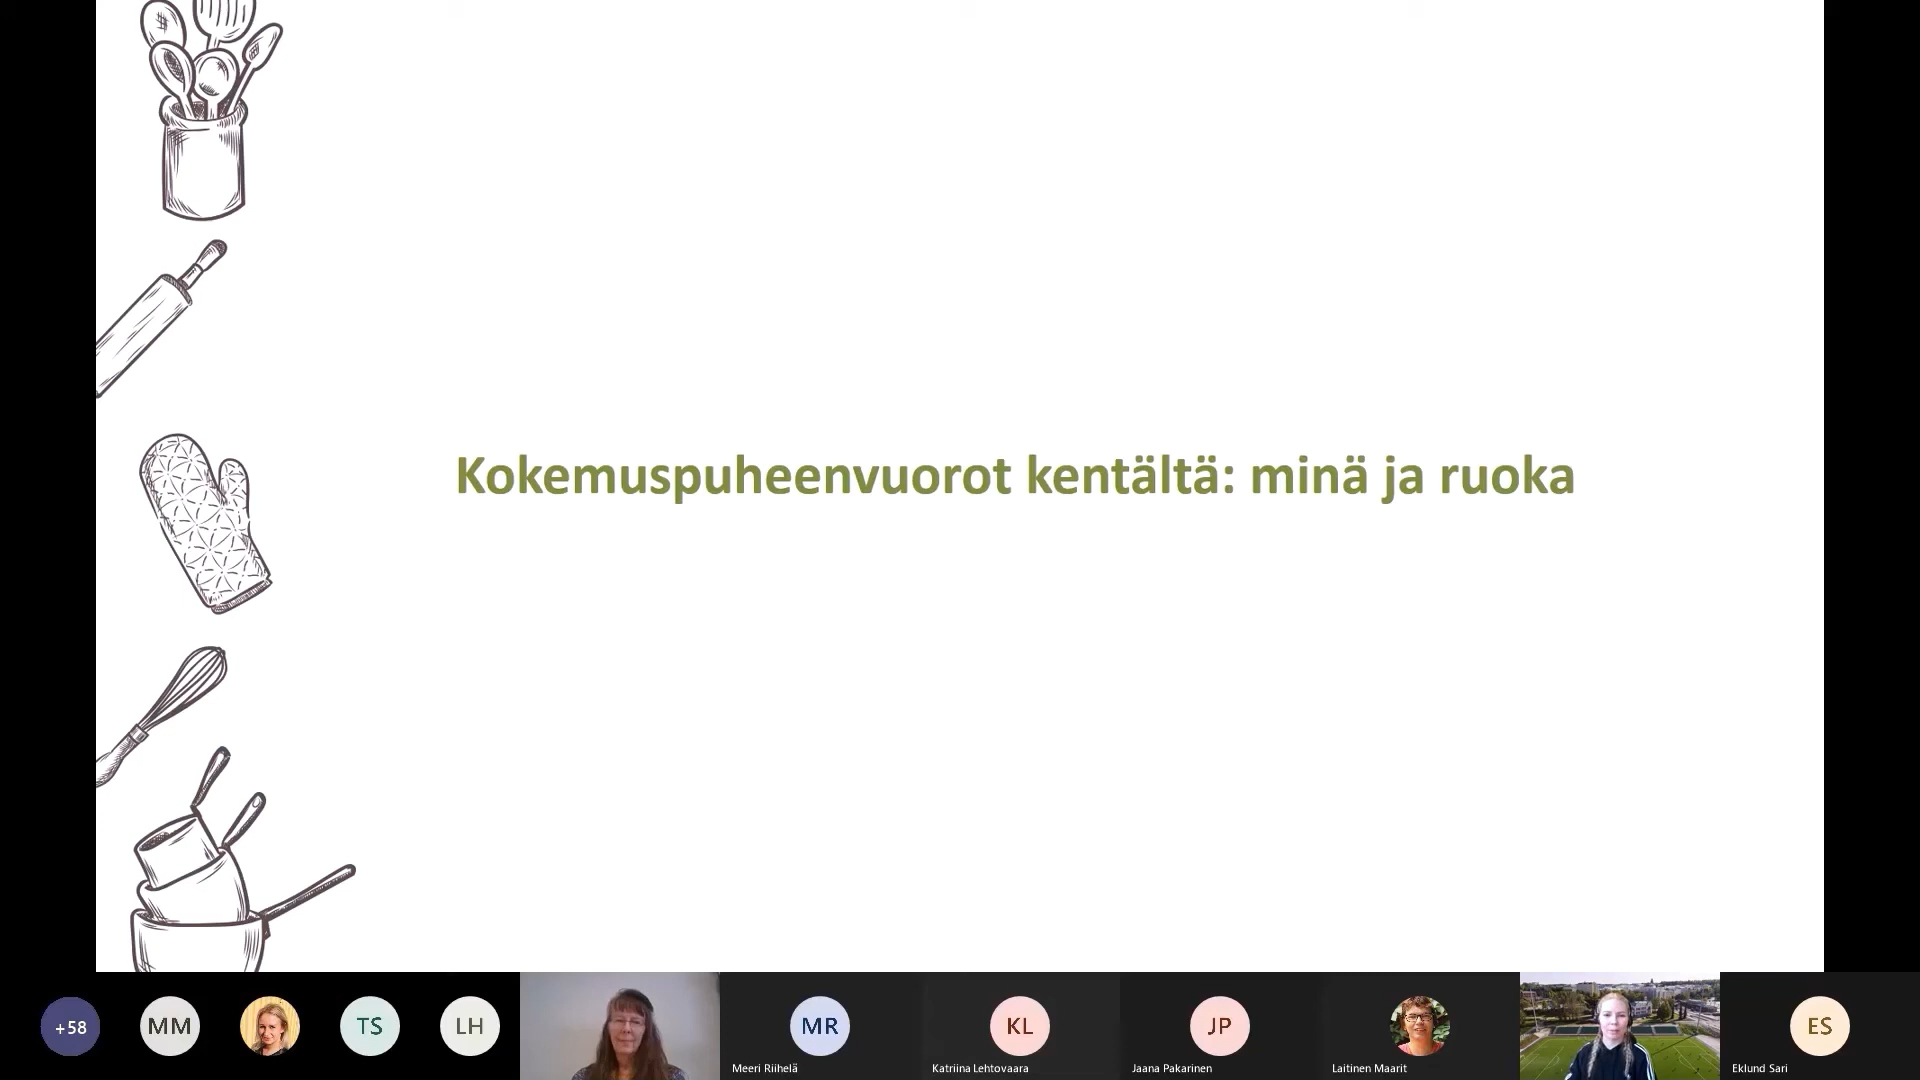 Kokemuspuheenvuorot kentältä: minä ja ruoka
+58
MM
TS
LH
MR
Meeri Riihelä
KL
Katriina Lehtovaara
JP
Jaana Pakarinen
Laitinen Maarit
ES
Eklund Sari